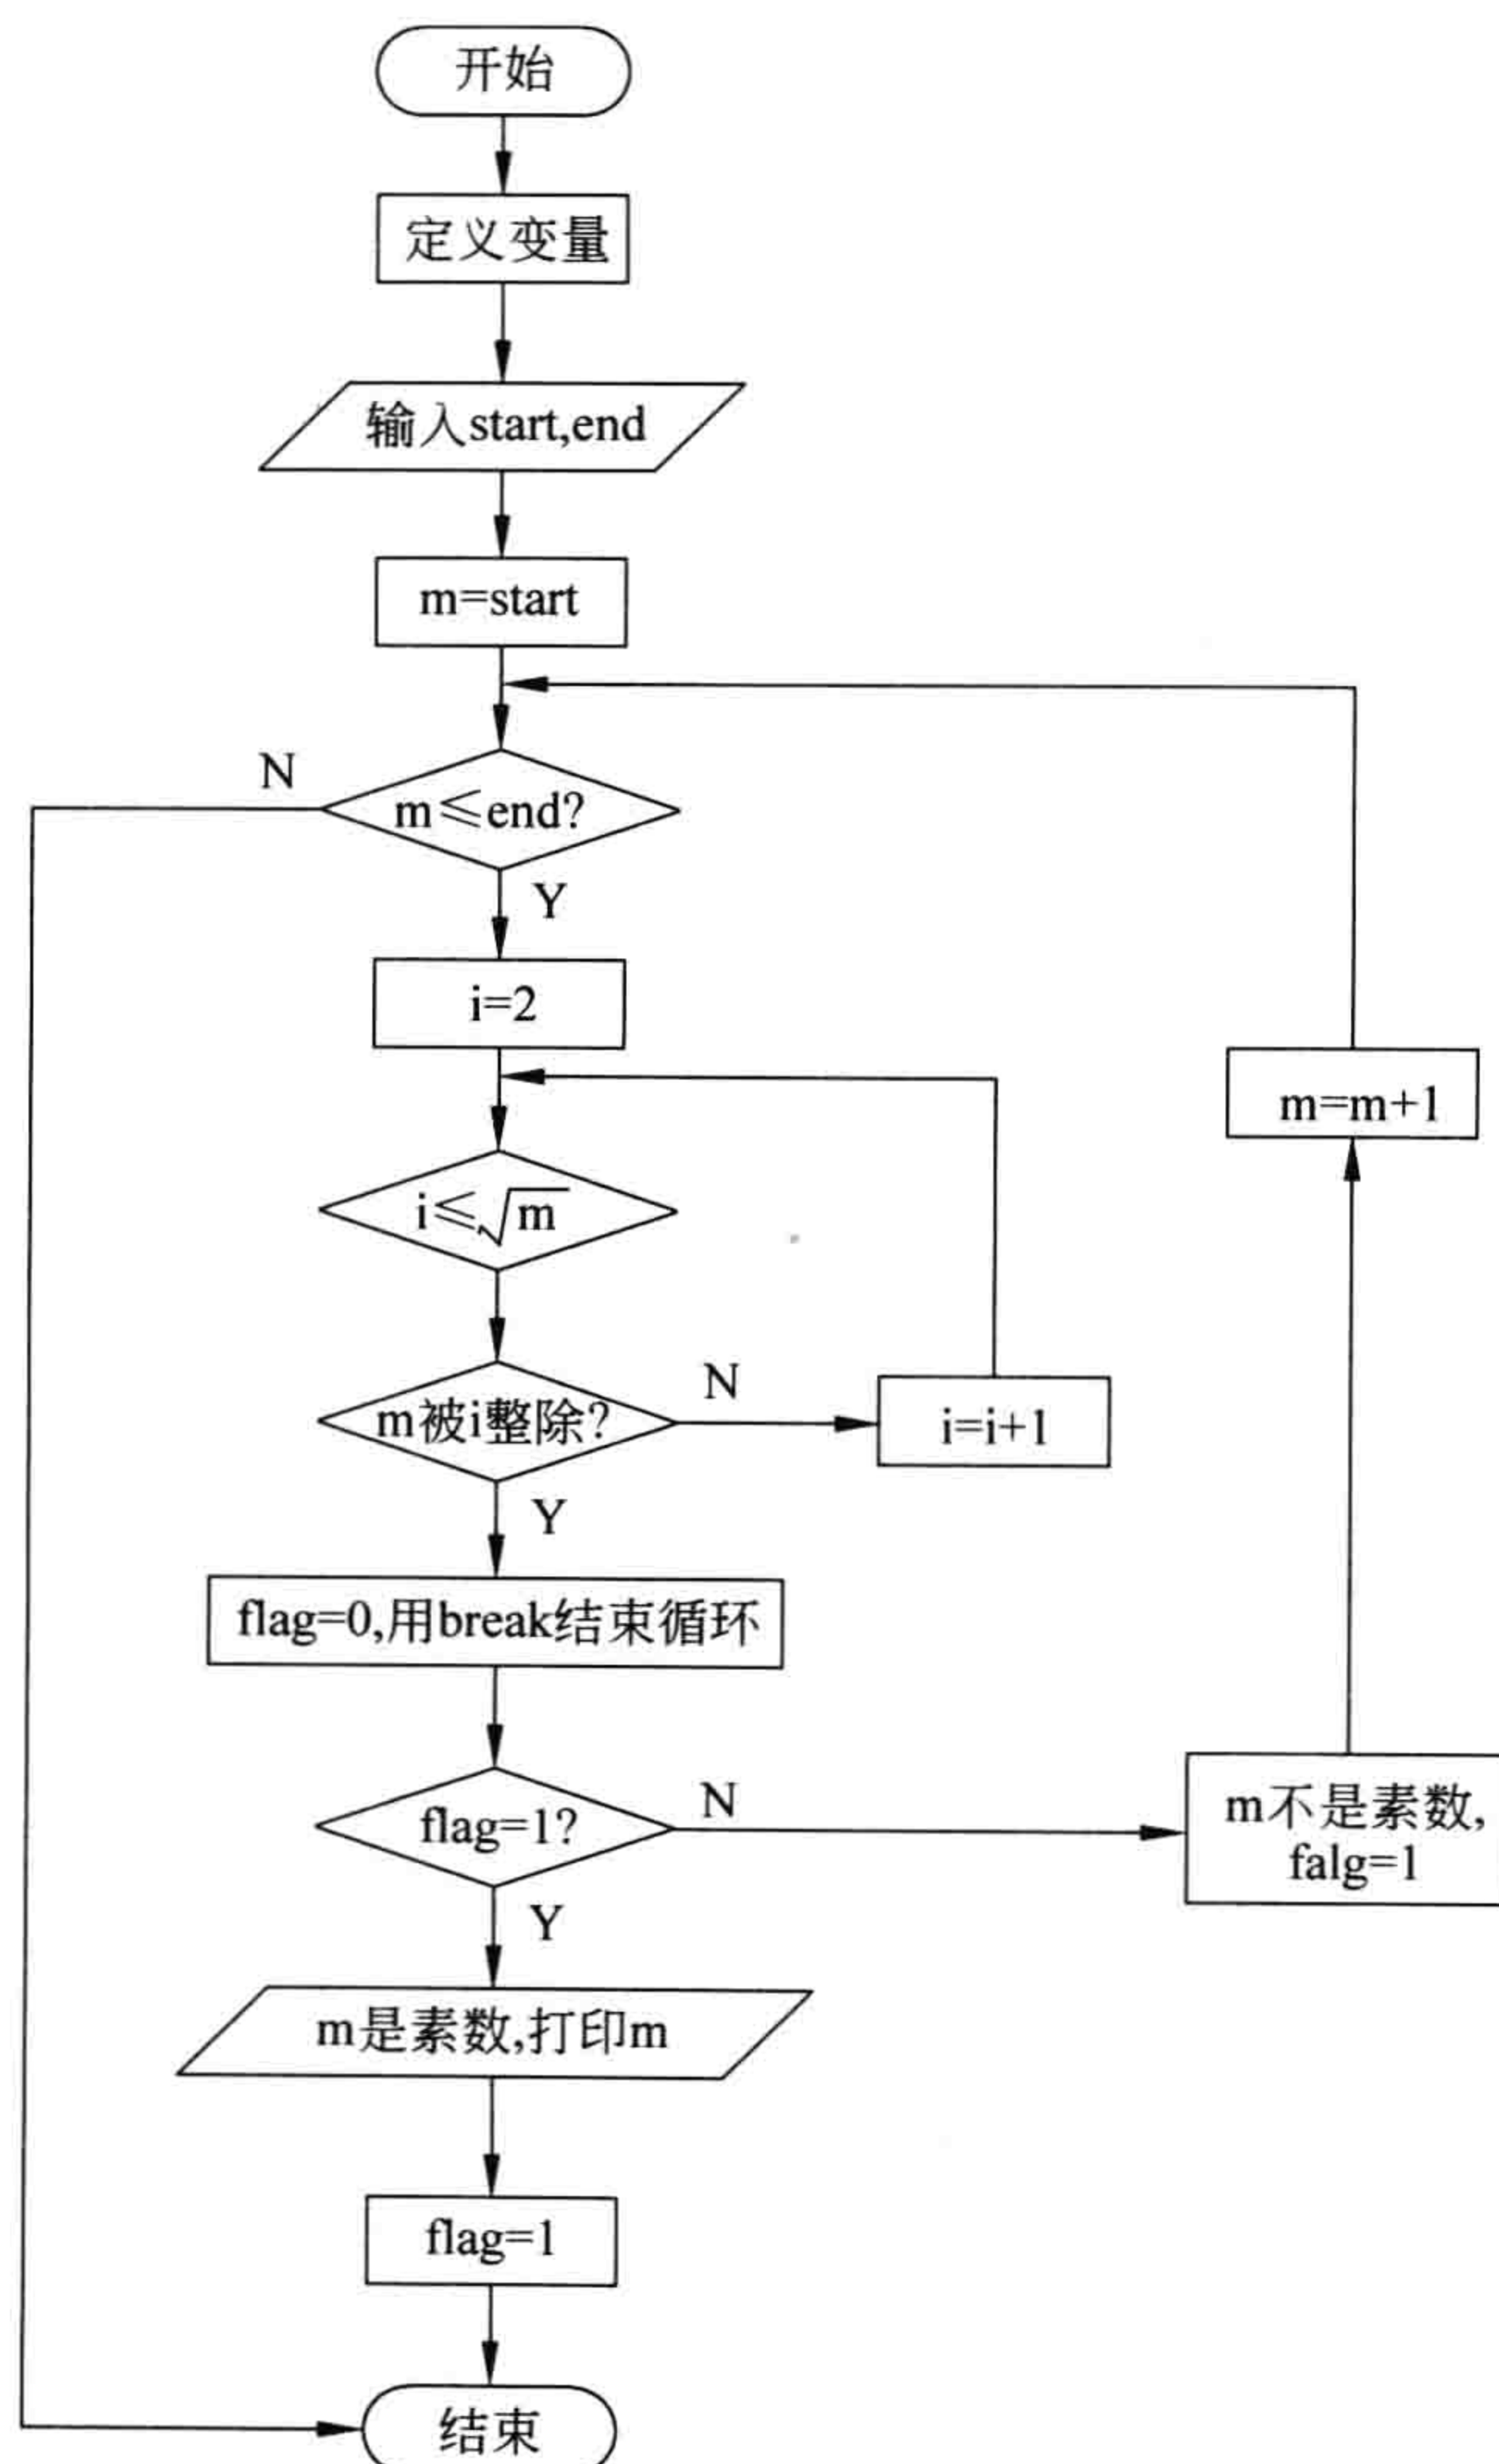 开始
定义变量
输入start,end
m=start
N
m≤end?
Y
i=2
m=m+1
i≤√m
m被i整除?
N
i=i+1
Y
flag=0,用break结束循环
flag=1?
N
m不是素数,
falg=1
Y
m是素数,打印m
flag=1
结束